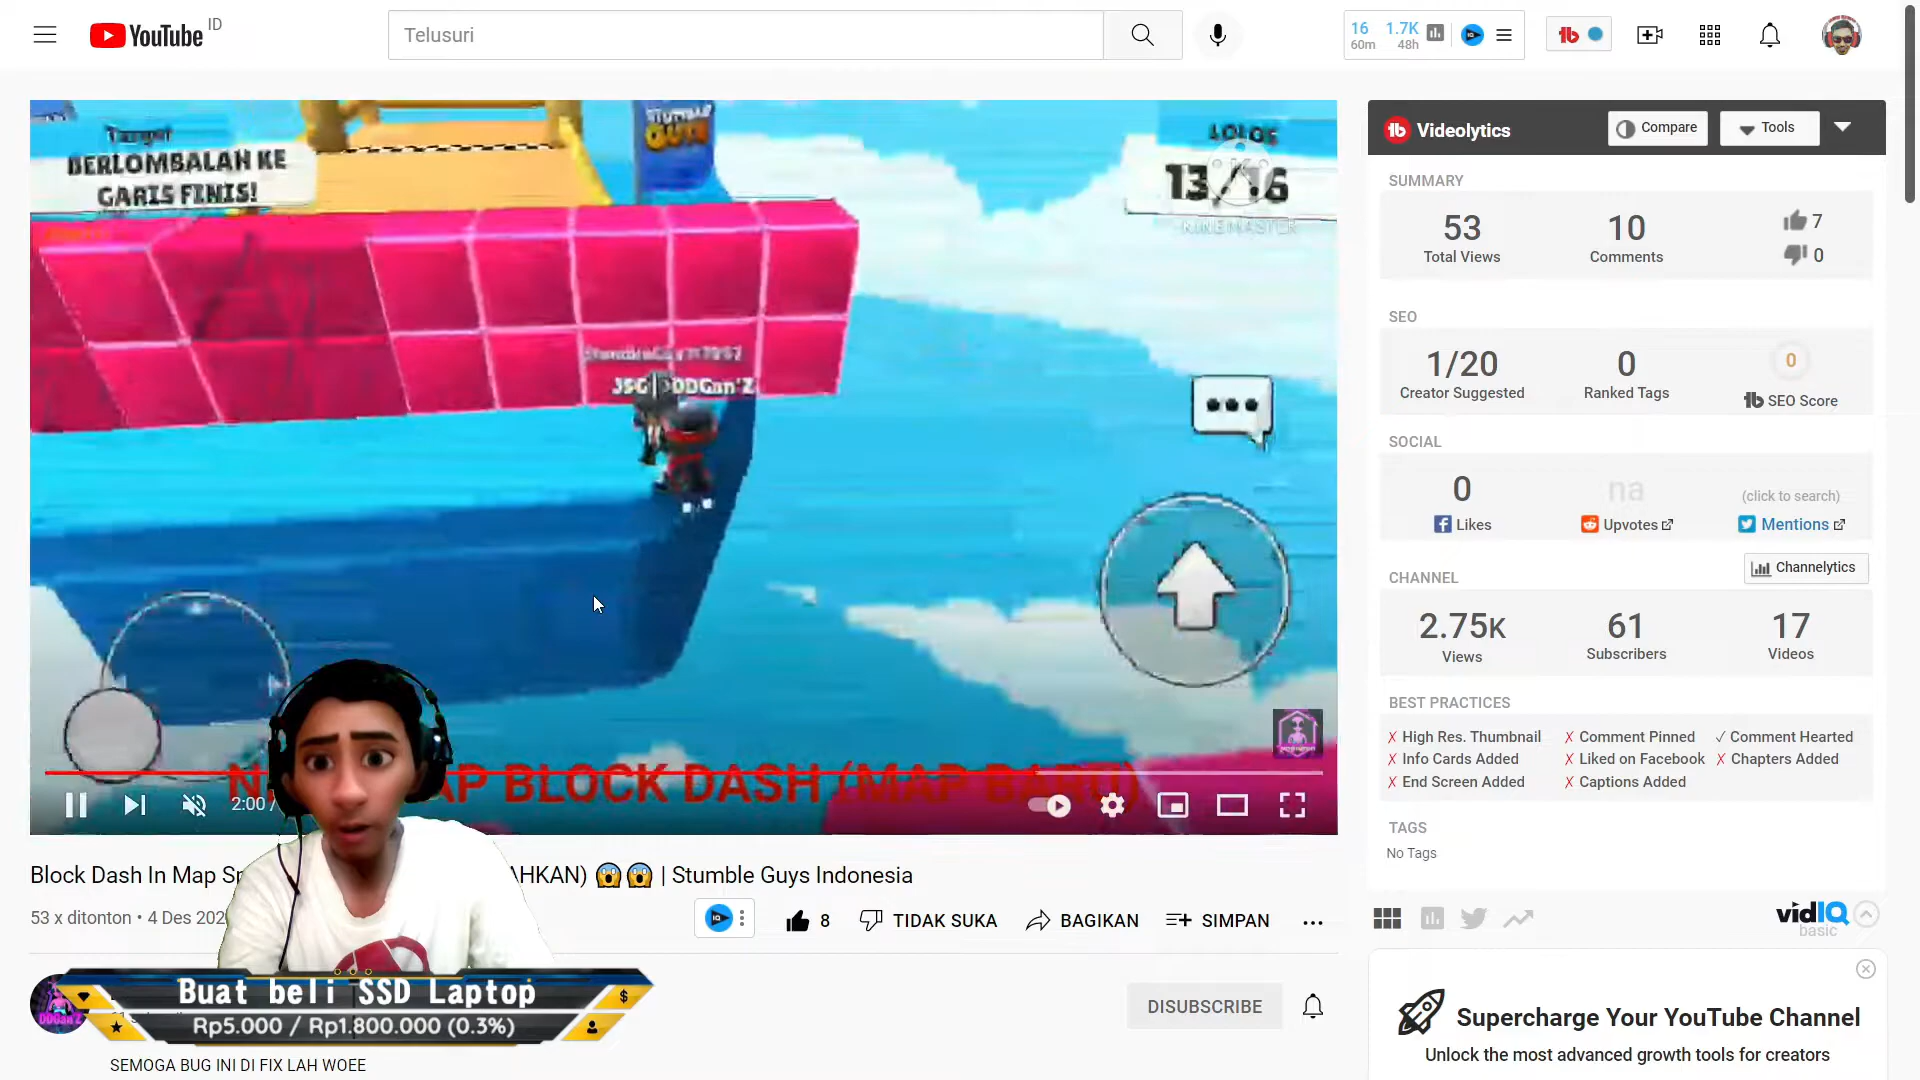 YouTube ID
Telusuri
16 60m
1.7K 48h
Target
BERLOMBALAH KE
GARIS FINIS!
STUMBLE
GUYS
LOLOS
13/16
KINEMASTER
MAP BLOCK DASH (MAP BARU)
2:00 /
Block Dash In Map
AHKAN) 😱😱 | Stumble Guys Indonesia
53 x ditonton • 4 Des 202
8
TIDAK SUKA
BAGIKAN
SIMPAN
DISUBSCRIBE
Buat beli SSD Laptop
Rp5.000 / Rp1.800.000 (0.3%)
SEMOGA BUG INI DI FIX LAH WOEE
Videolytics
Compare
Tools
SUMMARY
53 Total Views
10 Comments
7
0
SEO
1/20 Creator Suggested
0 Ranked Tags
0
SEO Score
SOCIAL
0 Likes
na Upvotes
(click to search)
Mentions
CHANNEL
Channelytics
2.75K Views
61 Subscribers
17 Videos
BEST PRACTICES
✗ High Res. Thumbnail ✗ Comment Pinned ✓ Comment Hearted
✗ Info Cards Added ✗ Liked on Facebook ✗ Chapters Added
✗ End Screen Added ✗ Captions Added
TAGS
No Tags
vidIQ
basic
Supercharge Your YouTube Channel
Unlock the most advanced growth tools for creators